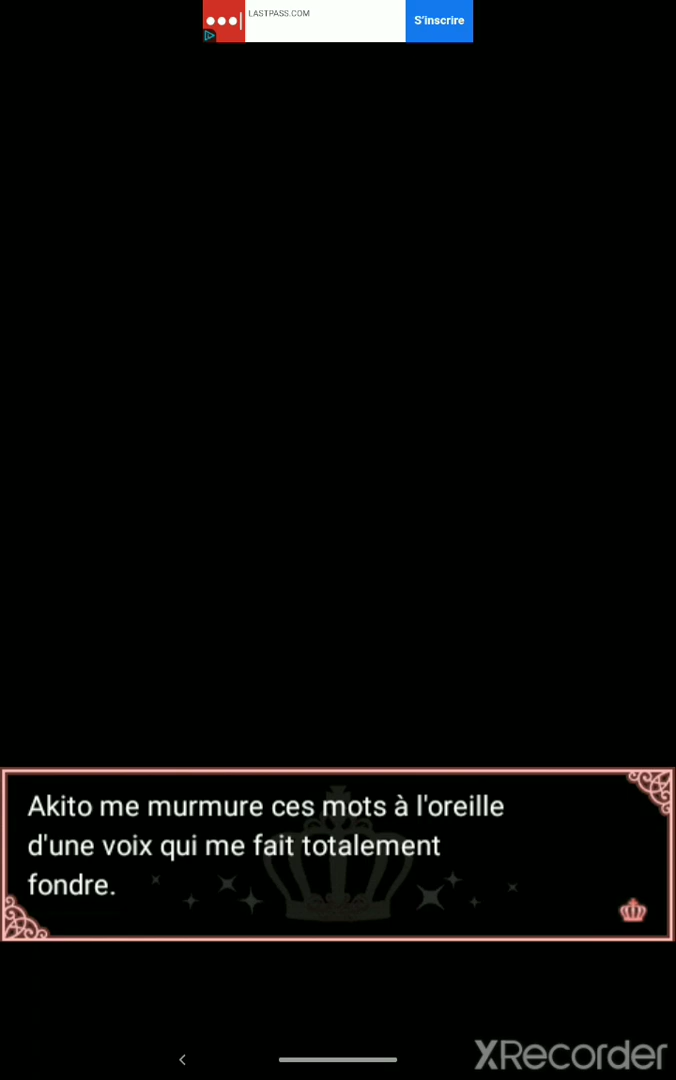 LASTPASS.COM
S'inscrire
Akito me murmure ces mots à l'oreille
d'une voix qui me fait totalement
fondre.
XRecorder